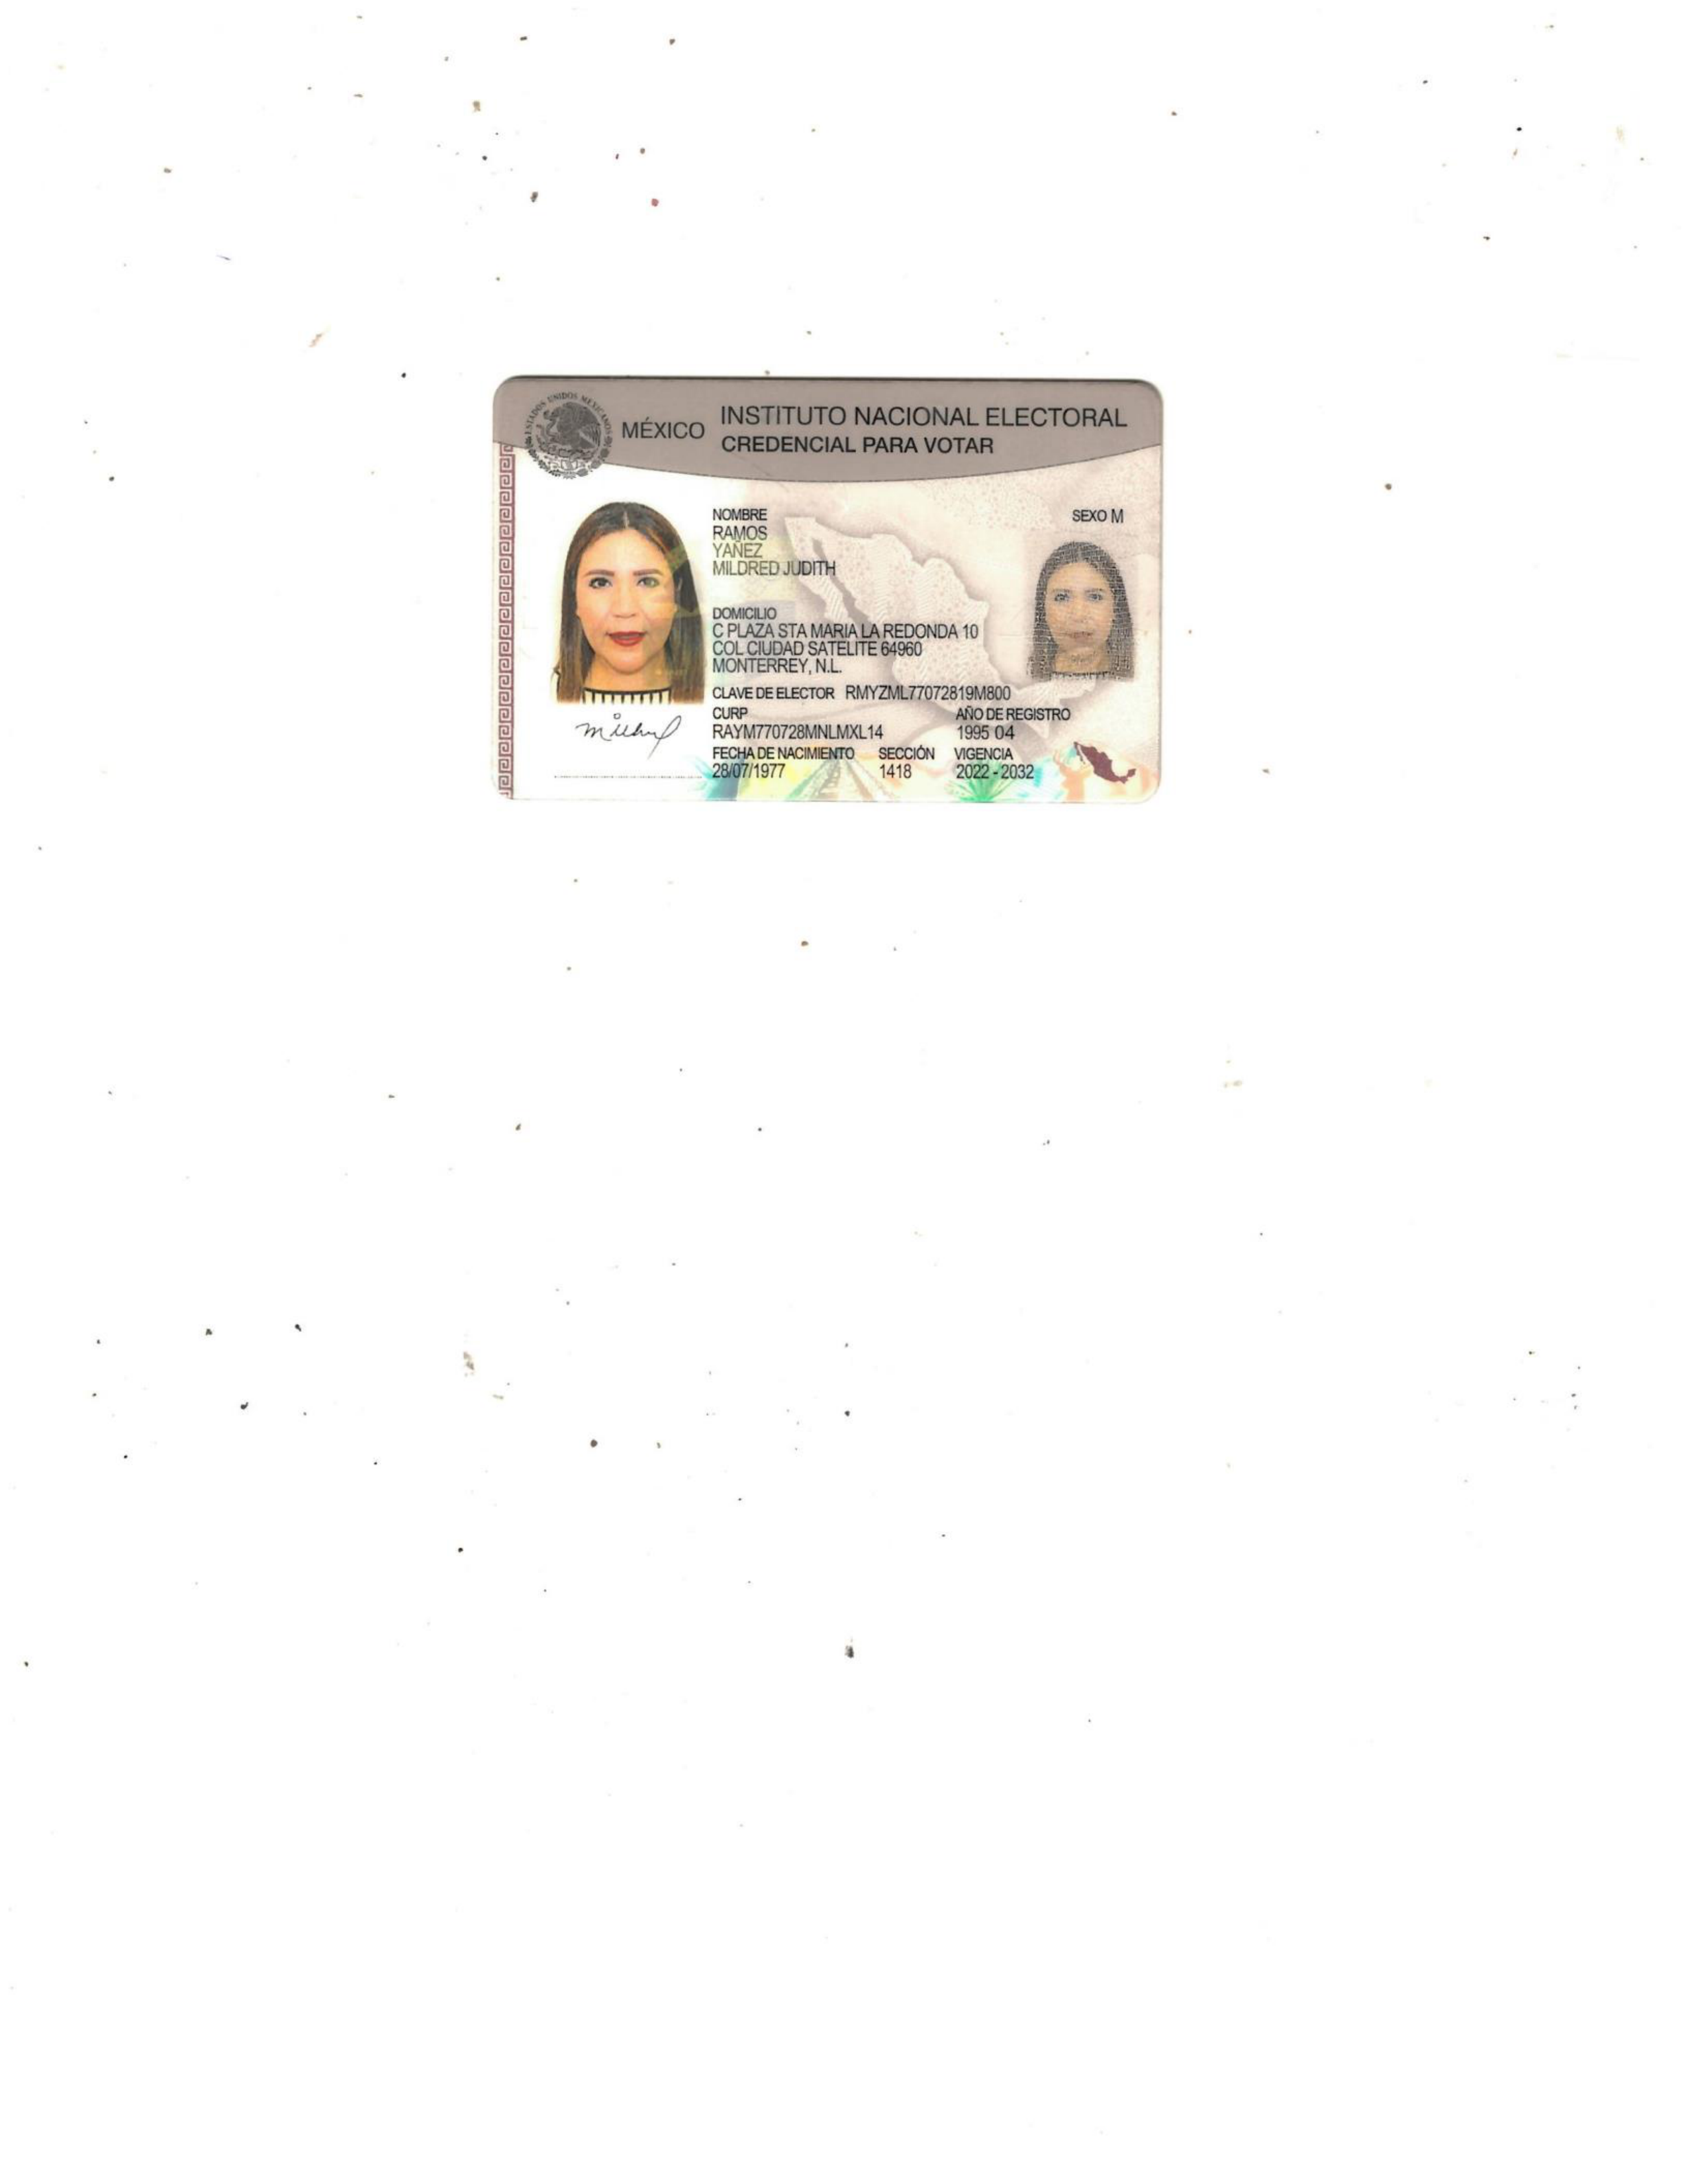 ESTADOS UNIDOS MEXICANOS
MÉXICO
INSTITUTO NACIONAL ELECTORAL
CREDENCIAL PARA VOTAR
NOMBRE
SEXO M
RAMOS
YAÑEZ
MILDRED JUDITH
DOMICILIO
C PLAZA STA MARIA LA REDONDA 10
COL CIUDAD SATELITE 64960
MONTERREY, N.L.
CLAVE DE ELECTOR RMYZML77072819M800
CURP AÑO DE REGISTRO
RAYM770728MNLMXL14 1995 04
FECHA DE NACIMIENTO SECCIÓN VIGENCIA
28/07/1977 1418 2022 - 2032